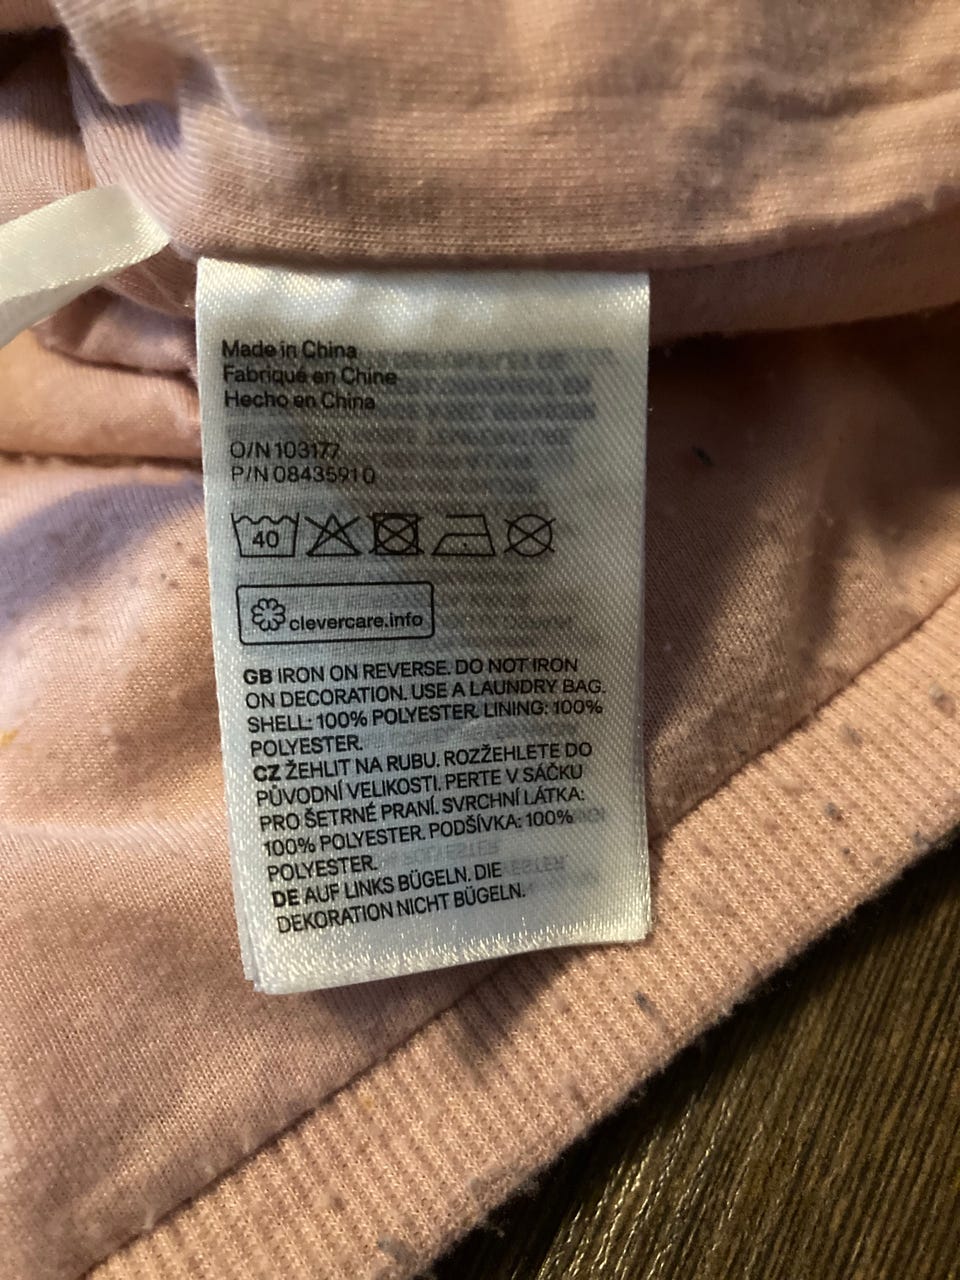 Made in China
Fabriqué en Chine
Hecho en China
O/N 103177
P/N 08435910
40
clevercare.info
GB IRON ON REVERSE. DO NOT IRON
ON DECORATION. USE A LAUNDRY BAG.
SHELL: 100% POLYESTER. LINING: 100%
POLYESTER.
CZ ŽEHLIT NA RUBU. ROZŽEHLETE DO
PŮVODNÍ VELIKOSTI. PERTE V SÁČKU
PRO ŠETRNÉ PRANÍ. SVRCHNÍ LÁTKA:
100% POLYESTER. PODŠÍVKA: 100%
POLYESTER.
DE AUF LINKS BÜGELN. DIE
DEKORATION NICHT BÜGELN.